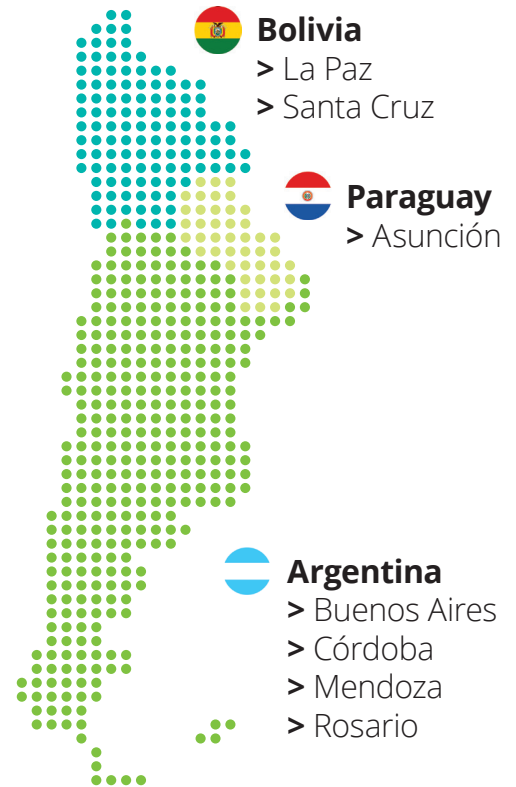 Bolivia
> La Paz
> Santa Cruz
Paraguay
> Asunción
Argentina
> Buenos Aires
> Córdoba
> Mendoza
> Rosario